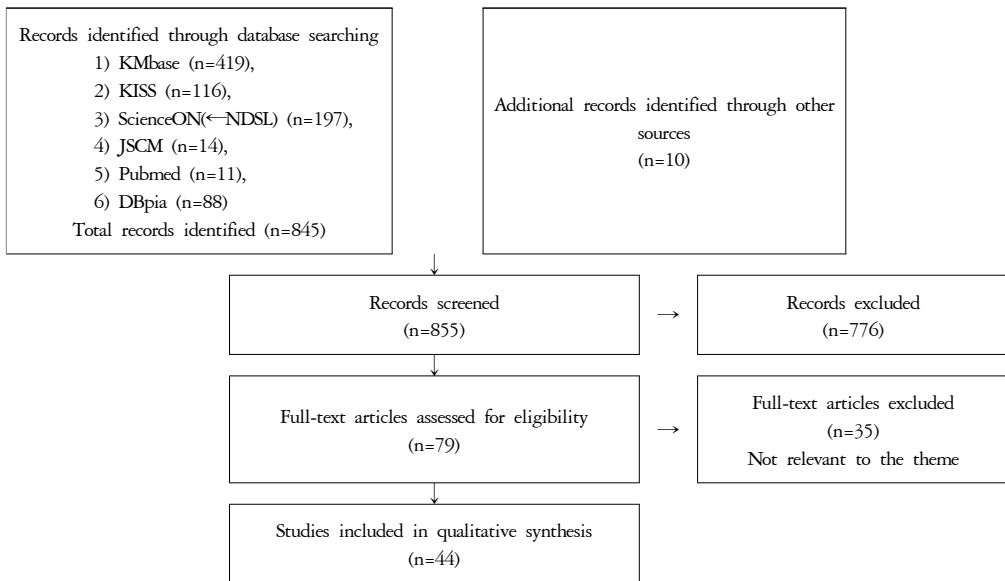 Records identified through database searching
1) KMbase (n=419),
2) KISS (n=116),
3) ScienceON(←NDSL) (n=197),
4) JSCM (n=14),
5) Pubmed (n=11),
6) DBpia (n=88)
Total records identified (n=845)
Additional records identified through other
sources
(n=10)
Records screened
(n=855)
Records excluded
(n=776)
Full-text articles assessed for eligibility
(n=79)
Full-text articles excluded
(n=35)
Not relevant to the theme
Studies included in qualitative synthesis
(n=44)